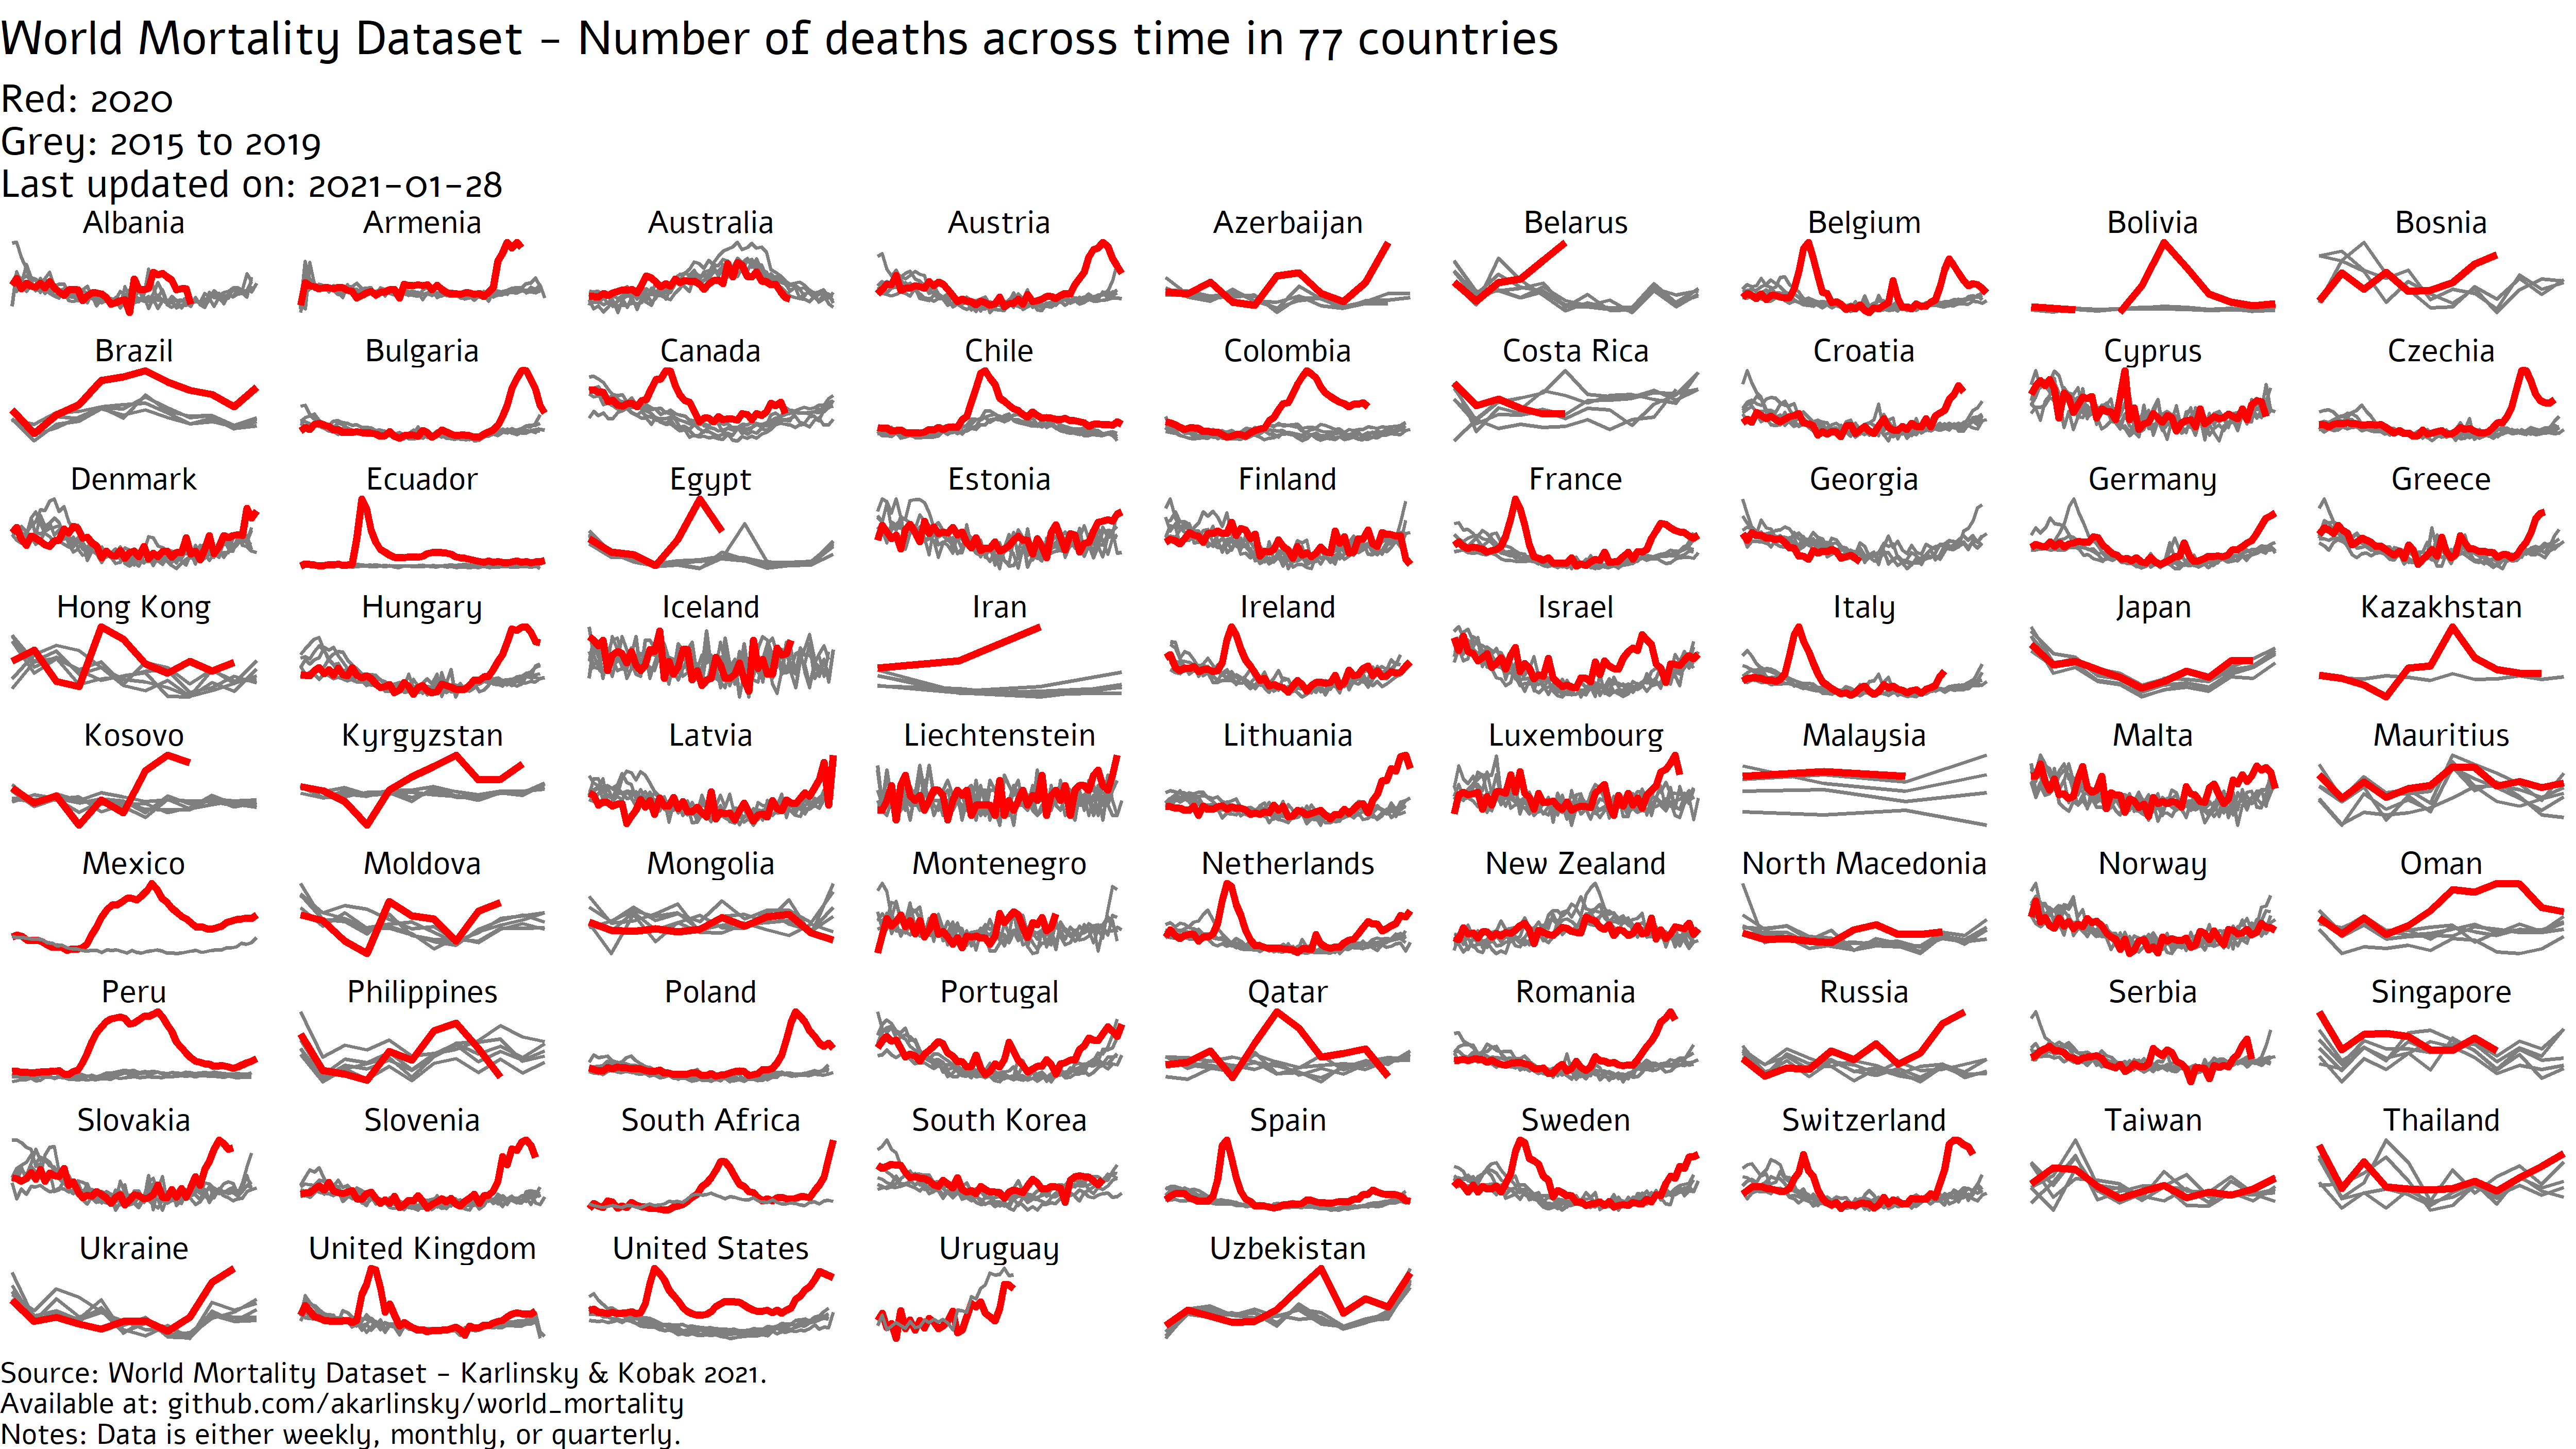 World Mortality Dataset - Number of deaths across time in 77 countries
Red: 2020
Grey: 2015 to 2019
Last updated on: 2021-01-28
Albania Armenia Australia Austria Azerbaijan Belarus Belgium Bolivia Bosnia
Brazil Bulgaria Canada Chile Colombia Costa Rica Croatia Cyprus Czechia
Denmark Ecuador Egypt Estonia Finland France Georgia Germany Greece
Hong Kong Hungary Iceland Iran Ireland Israel Italy Japan Kazakhstan
Kosovo Kyrgyzstan Latvia Liechtenstein Lithuania Luxembourg Malaysia Malta Mauritius
Mexico Moldova Mongolia Montenegro Netherlands New Zealand North Macedonia Norway Oman
Peru Philippines Poland Portugal Qatar Romania Russia Serbia Singapore
Slovakia Slovenia South Africa South Korea Spain Sweden Switzerland Taiwan Thailand
Ukraine United Kingdom United States Uruguay Uzbekistan
Source: World Mortality Dataset - Karlinsky & Kobak 2021.
Available at: github.com/akarlinsky/world_mortality
Notes: Data is either weekly, monthly, or quarterly.